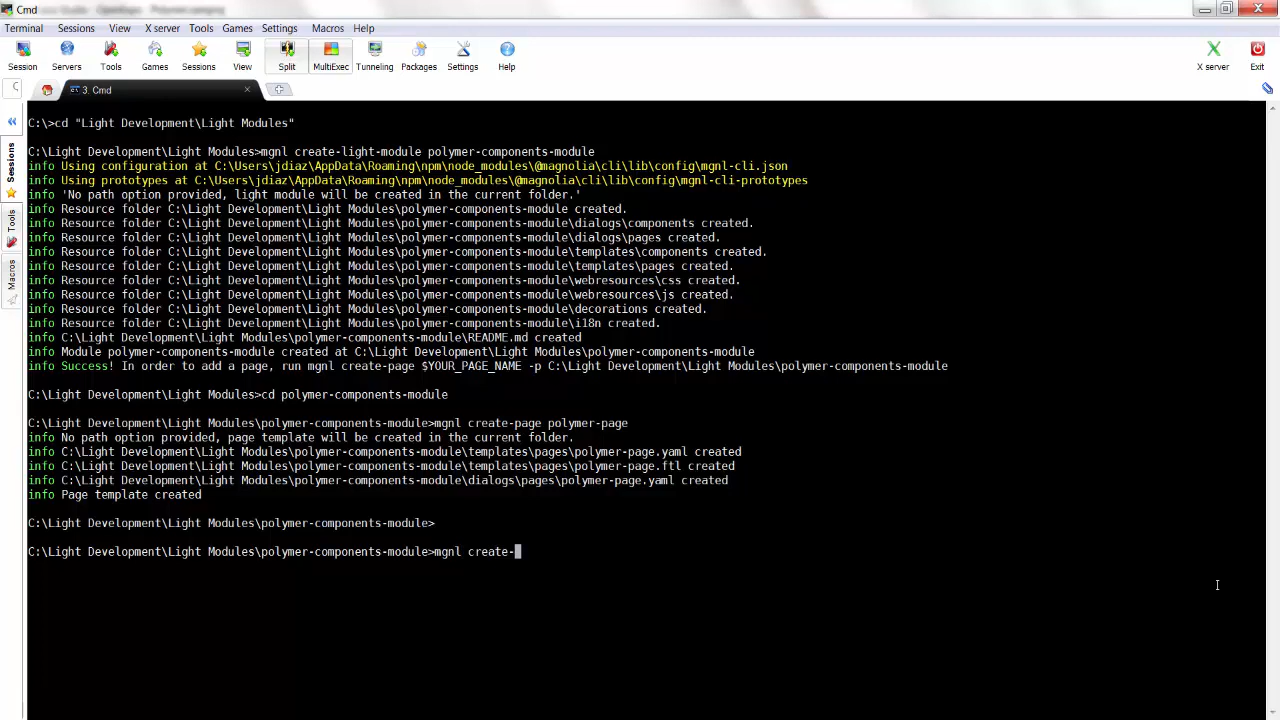 Cmd
Terminal Sessions View X server Tools Games Settings Macros Help
Session Servers Tools Games Sessions View Split MultiExec Tunneling Packages Settings Help X server Exit
3. Cmd
Sessions
Tools
Macros
C:\>cd "Light Development\Light Modules"
C:\Light Development\Light Modules>mgnl create-light-module polymer-components-module
info Using configuration at C:\Users\jdiaz\AppData\Roaming\npm\node_modules\@magnolia\cli\lib\config\mgnl-cli.json
info Using prototypes at C:\Users\jdiaz\AppData\Roaming\npm\node_modules\@magnolia\cli\lib\config\mgnl-cli-prototypes
info 'No path option provided, light module will be created in the current folder.'
info Resource folder C:\Light Development\Light Modules\polymer-components-module created.
info Resource folder C:\Light Development\Light Modules\polymer-components-module\dialogs\components created.
info Resource folder C:\Light Development\Light Modules\polymer-components-module\dialogs\pages created.
info Resource folder C:\Light Development\Light Modules\polymer-components-module\templates\components created.
info Resource folder C:\Light Development\Light Modules\polymer-components-module\templates\pages created.
info Resource folder C:\Light Development\Light Modules\polymer-components-module\webresources\css created.
info Resource folder C:\Light Development\Light Modules\polymer-components-module\webresources\js created.
info Resource folder C:\Light Development\Light Modules\polymer-components-module\decorations created.
info Resource folder C:\Light Development\Light Modules\polymer-components-module\i18n created.
info C:\Light Development\Light Modules\polymer-components-module\README.md created
info Module polymer-components-module created at C:\Light Development\Light Modules\polymer-components-module
info Success! In order to add a page, run mgnl create-page $YOUR_PAGE_NAME -p C:\Light Development\Light Modules\polymer-components-module
C:\Light Development\Light Modules>cd polymer-components-module
C:\Light Development\Light Modules\polymer-components-module>mgnl create-page polymer-page
info No path option provided, page template will be created in the current folder.
info C:\Light Development\Light Modules\polymer-components-module\templates\pages\polymer-page.yaml created
info C:\Light Development\Light Modules\polymer-components-module\templates\pages\polymer-page.ftl created
info C:\Light Development\Light Modules\polymer-components-module\dialogs\pages\polymer-page.yaml created
info Page template created
C:\Light Development\Light Modules\polymer-components-module>
C:\Light Development\Light Modules\polymer-components-module>mgnl create-